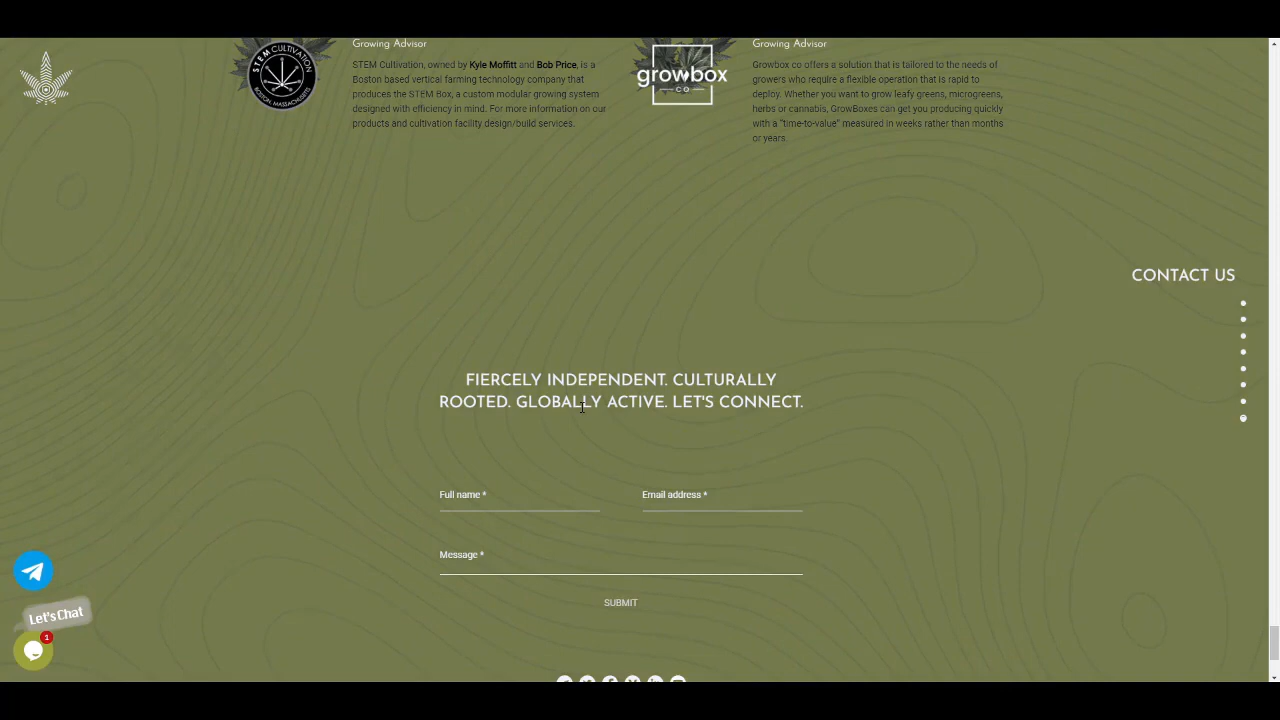 Growing Advisor
STEM Cultivation, owned by Kyle Moffitt and Bob Price, is a
Boston based vertical farming technology company that
produces the STEM Box, a custom modular growing system
designed with efficiency in mind. For more information on our
products and cultivation facility design/build services.
STEM CULTIVATION
BOSTON, MASSACHUSETTS
Growing Advisor
Growbox co offers a solution that is tailored to the needs of
growers who require a flexible operation that is rapid to
deploy. Whether you want to grow leafy greens, microgreens,
herbs or cannabis, GrowBoxes can get you producing quickly
with a "time-to-value" measured in weeks rather than months
or years.
growbox
CO
CONTACT US
FIERCELY INDEPENDENT. CULTURALLY
ROOTED. GLOBALLY ACTIVE. LET'S CONNECT.
Full name *
Email address *
Message *
SUBMIT
Let's Chat
1